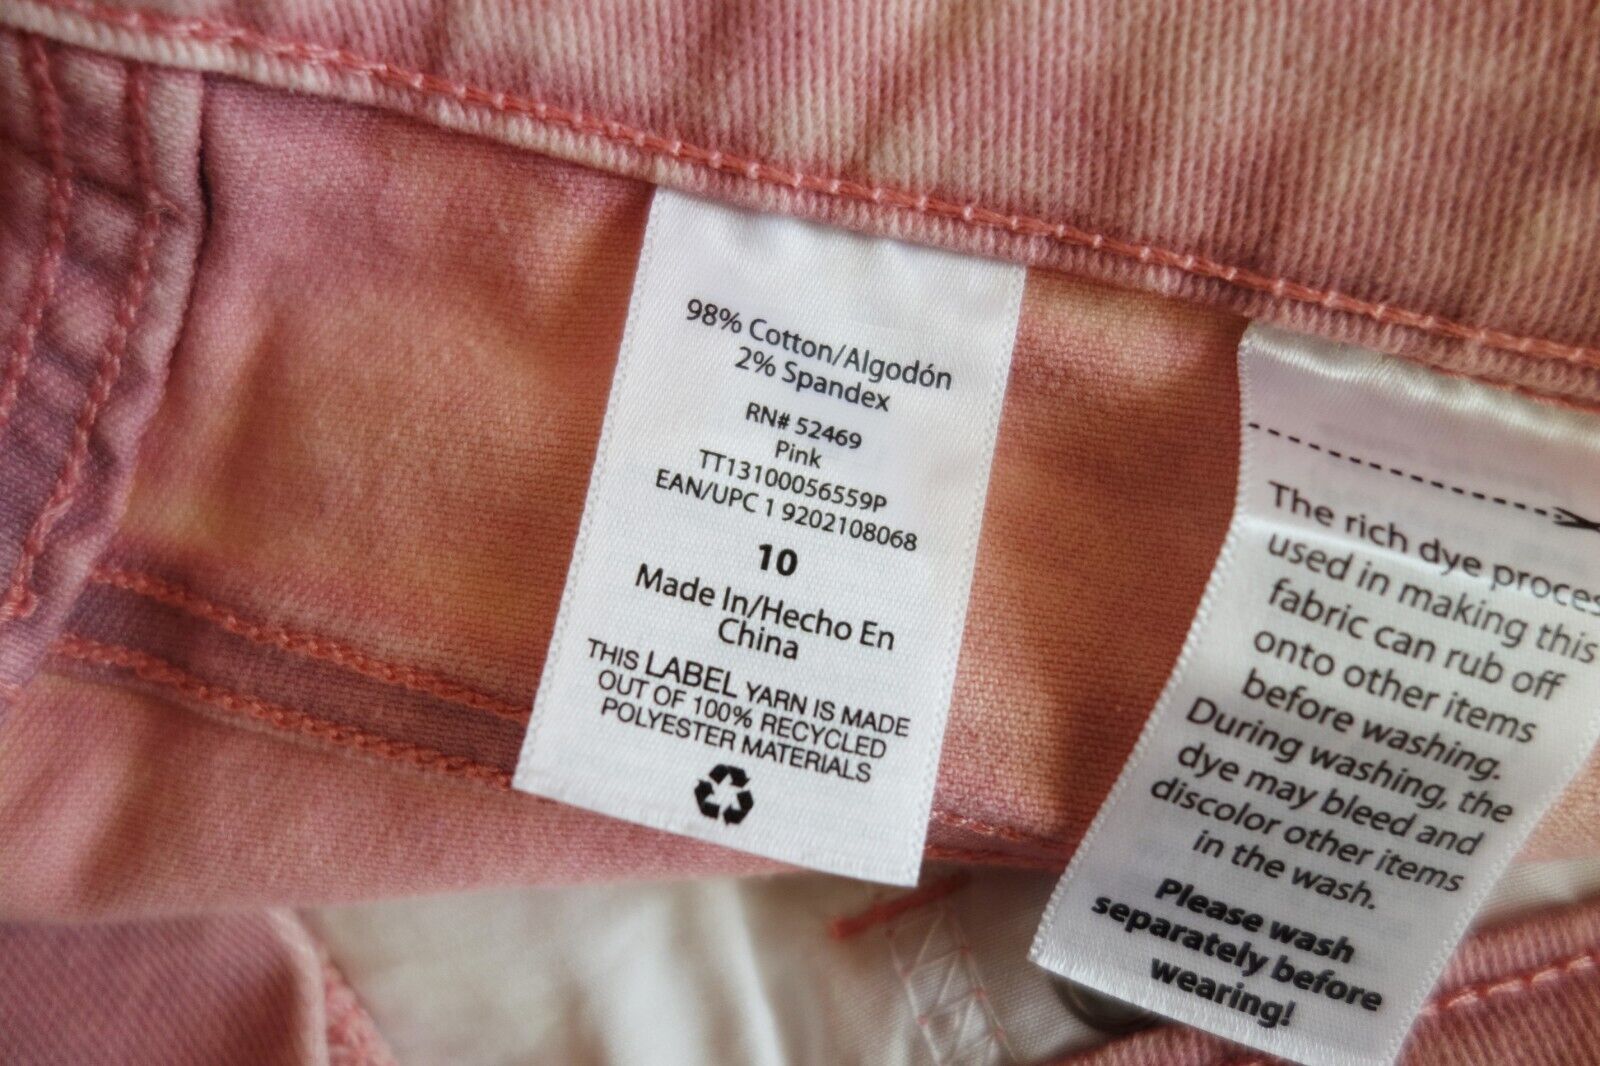 98% Cotton/Algodón
2% Spandex
RN# 52469
Pink
TT13100056559P
EAN/UPC 1 9202108068
10
Made In/Hecho En
China
THIS LABEL YARN IS MADE
OUT OF 100% RECYCLED
POLYESTER MATERIALS
The rich dye proces
used in making this
fabric can rub off
onto other items
before washing.
During washing, the
dye may bleed and
discolor other items
in the wash.
Please wash
separately before
wearing!